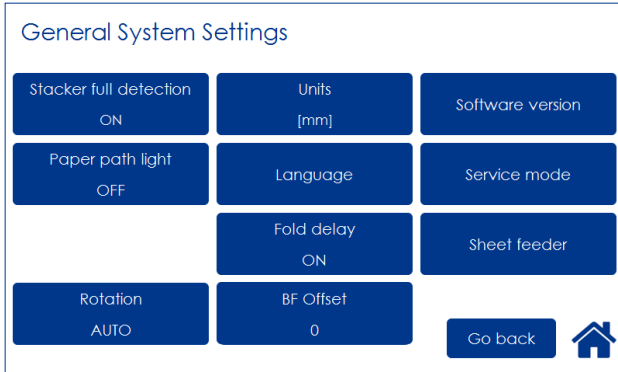 General System Settings
Stacker full detection
ON
Units
[mm]
Software version
Paper path light
OFF
Language
Service mode
Fold delay
ON
Sheet feeder
Rotation
AUTO
BF Offset
0
Go back